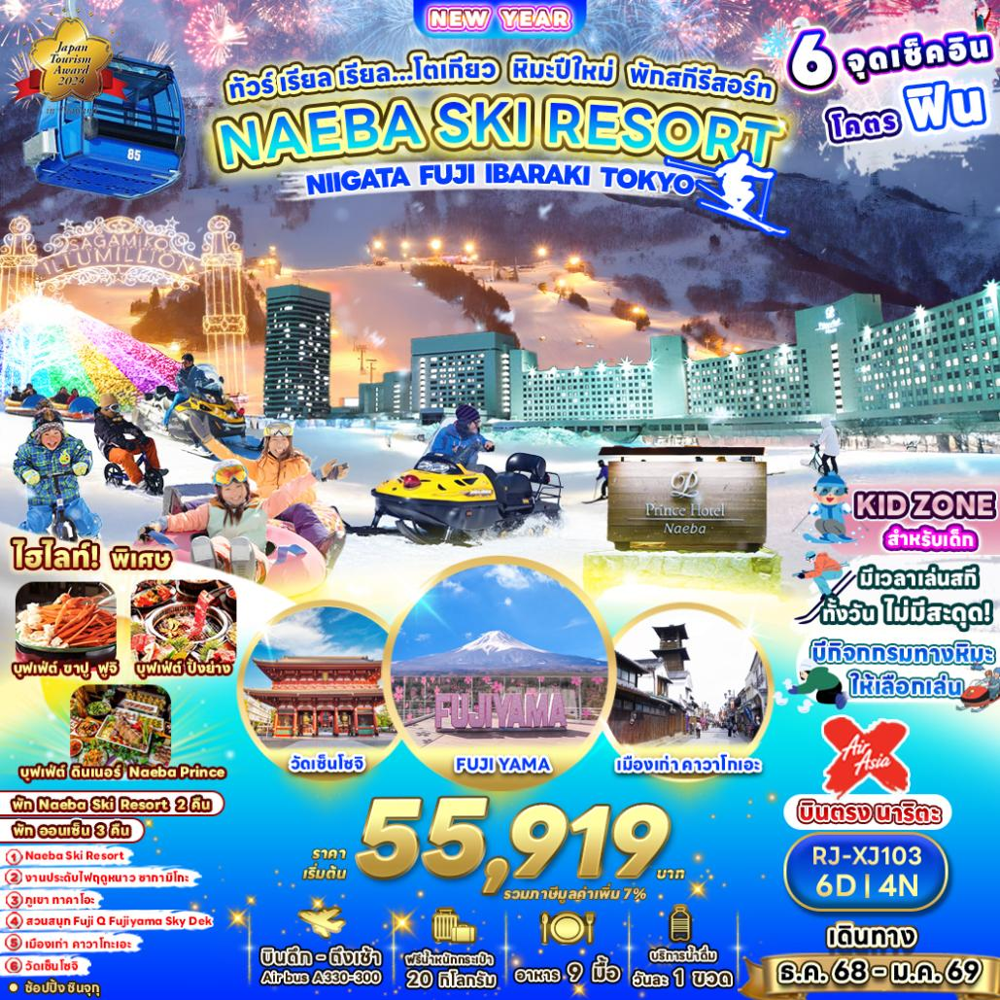 NEW YEAR
Japan
Tourism
Award
2024
85
ทัวร์ เรียล เรียล...โตเกียว หิมะปีใหม่ พักสกีรีสอร์ท
NAEBA SKI RESORT
NIIGATA FUJI IBARAKI TOKYO
6 จุดเช็คอิน
โคตร ฟิน
SAGAMIKO
ILLUMILLION
Prince Hotel
Naeba
KID ZONE
สำหรับเด็ก
มีเวลาเล่นสกี
ทั้งวัน ไม่มีสะดุด!
มีกิจกกรมทางหิมะ
ให้เลือกเล่น
ไฮไลท์! พิเศษ
บุฟเฟ่ต์ ขาปู ฟูจิ
บุฟเฟ่ต์ ปิ้งย่าง
บุฟเฟ่ต์ ดินเนอร์ Naeba Prince
วัดเซ็นโซจิ
FUJIYAMA
FUJI YAMA
เมืองเก่า คาวาโกเอะ
Air
Asia
บินตรง นาริตะ
RJ-XJ103
6D | 4N
เดินทาง
ธ.ค. 68 - ม.ค. 69
พัก Naeba Ski Resort 2 คืน
พัก ออนเซ็น 3 คืน
1 Naeba Ski Resort
2 งานประดับไฟฤดูหนาว ซากามิโกะ
3 ภูเขา ทาคาโอะ
4 สวนสนุก Fuji Q Fujiyama Sky Dek
5 เมืองเก่า คาวาโกะเอะ
6 วัดเซ็นโซจิ
ช้อปปิ้ง ชินจุกุ
ราคา
เริ่มต้น
55,919
บาท
รวมภาษีมูลค่าเพิ่ม 7%
บินดึก - ถึงเช้า
Airbus A330-300
ฟรีน้ำหนักกระเป๋า
20 กิโลกรัม
อาหาร 9 มื้อ
บริการน้ำดื่ม
วันละ 1 ขวด